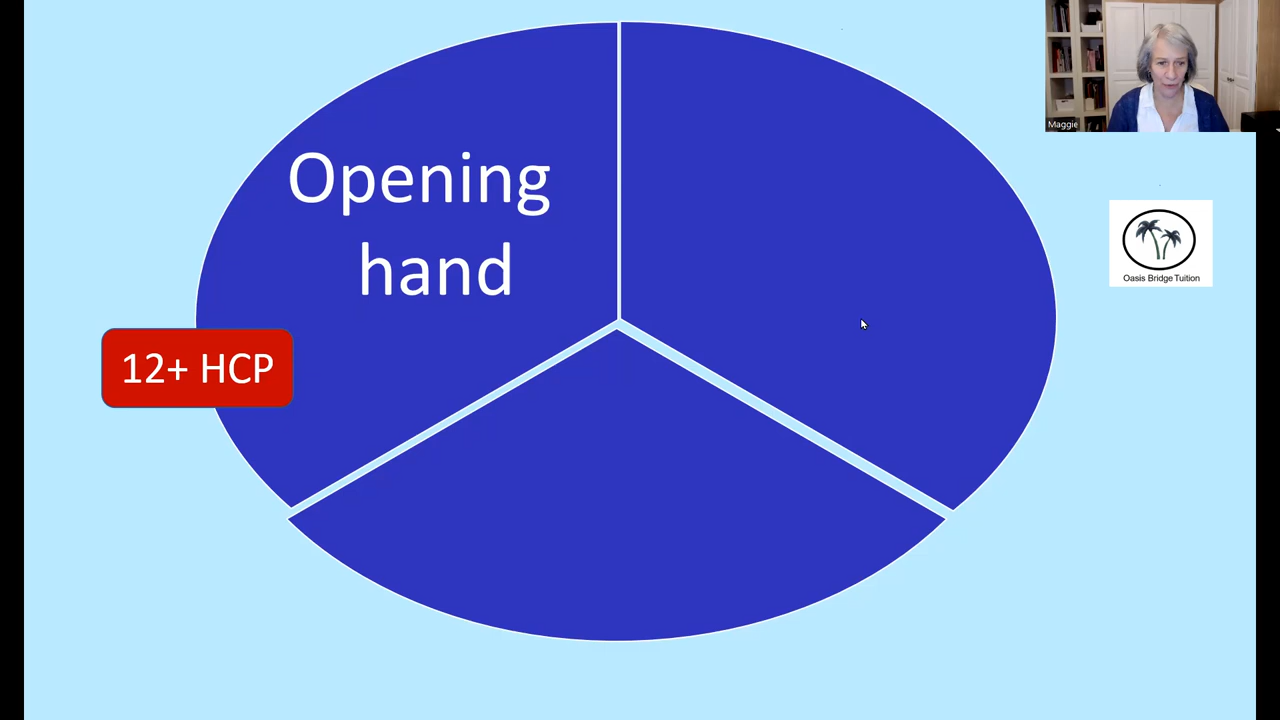 Opening
hand
12+ HCP
Maggie
Oasis Bridge Tuition